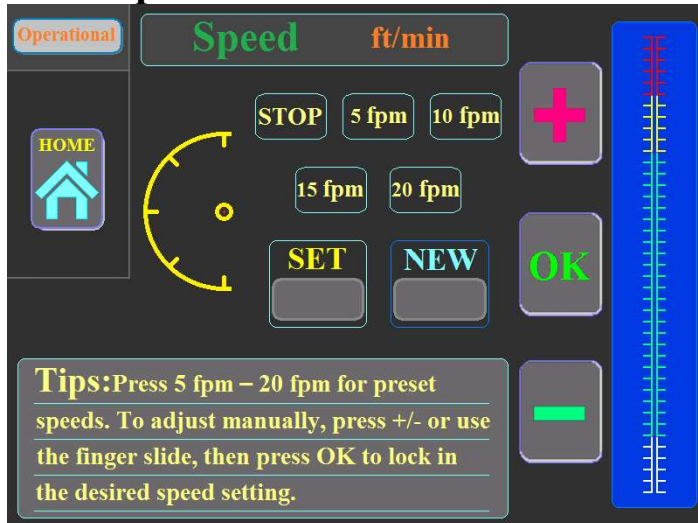 Operational
Speed ft/min
HOME
STOP 5 fpm 10 fpm
15 fpm 20 fpm
SET NEW
OK
Tips:Press 5 fpm – 20 fpm for preset
speeds. To adjust manually, press +/- or use
the finger slide, then press OK to lock in
the desired speed setting.